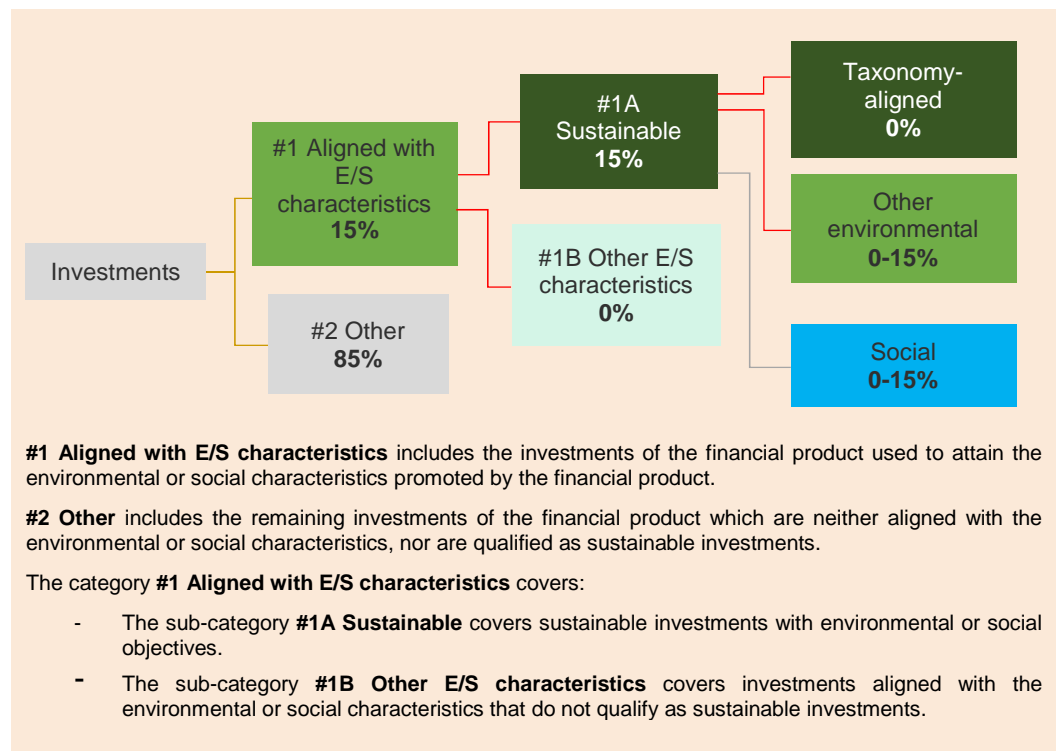 Investments
#1 Aligned with
E/S
characteristics
15%
#2 Other
85%
#1A
Sustainable
15%
#1B Other E/S
characteristics
0%
Taxonomy-
aligned
0%
Other
environmental
0-15%
Social
0-15%
#1 Aligned with E/S characteristics includes the investments of the financial product used to attain the
environmental or social characteristics promoted by the financial product.
#2 Other includes the remaining investments of the financial product which are neither aligned with the
environmental or social characteristics, nor are qualified as sustainable investments.
The category #1 Aligned with E/S characteristics covers:
- The sub-category #1A Sustainable covers sustainable investments with environmental or social
objectives.
- The sub-category #1B Other E/S characteristics covers investments aligned with the
environmental or social characteristics that do not qualify as sustainable investments.